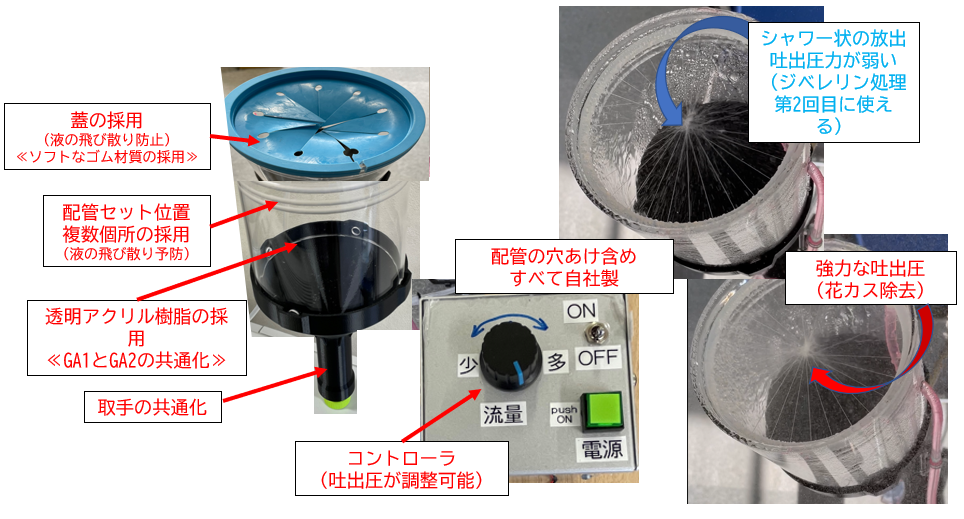 蓋の採用
（液の飛び散り防止）
≪ソフトなゴム材質の採用≫
配管セット位置
複数個所の採用
（液の飛び散り予防）
透明アクリル樹脂の採
用
≪GA1とGA2の共通化≫
取手の共通化
配管の穴あけ含め
すべて自社製
ON
OFF
少
多
流量
push
ON
電源
コントローラ
（吐出圧が調整可能）
シャワー状の放出
吐出圧力が弱い
（ジベレリン処理
第2回目に使え
る）
強力な吐出圧
（花カス除去）